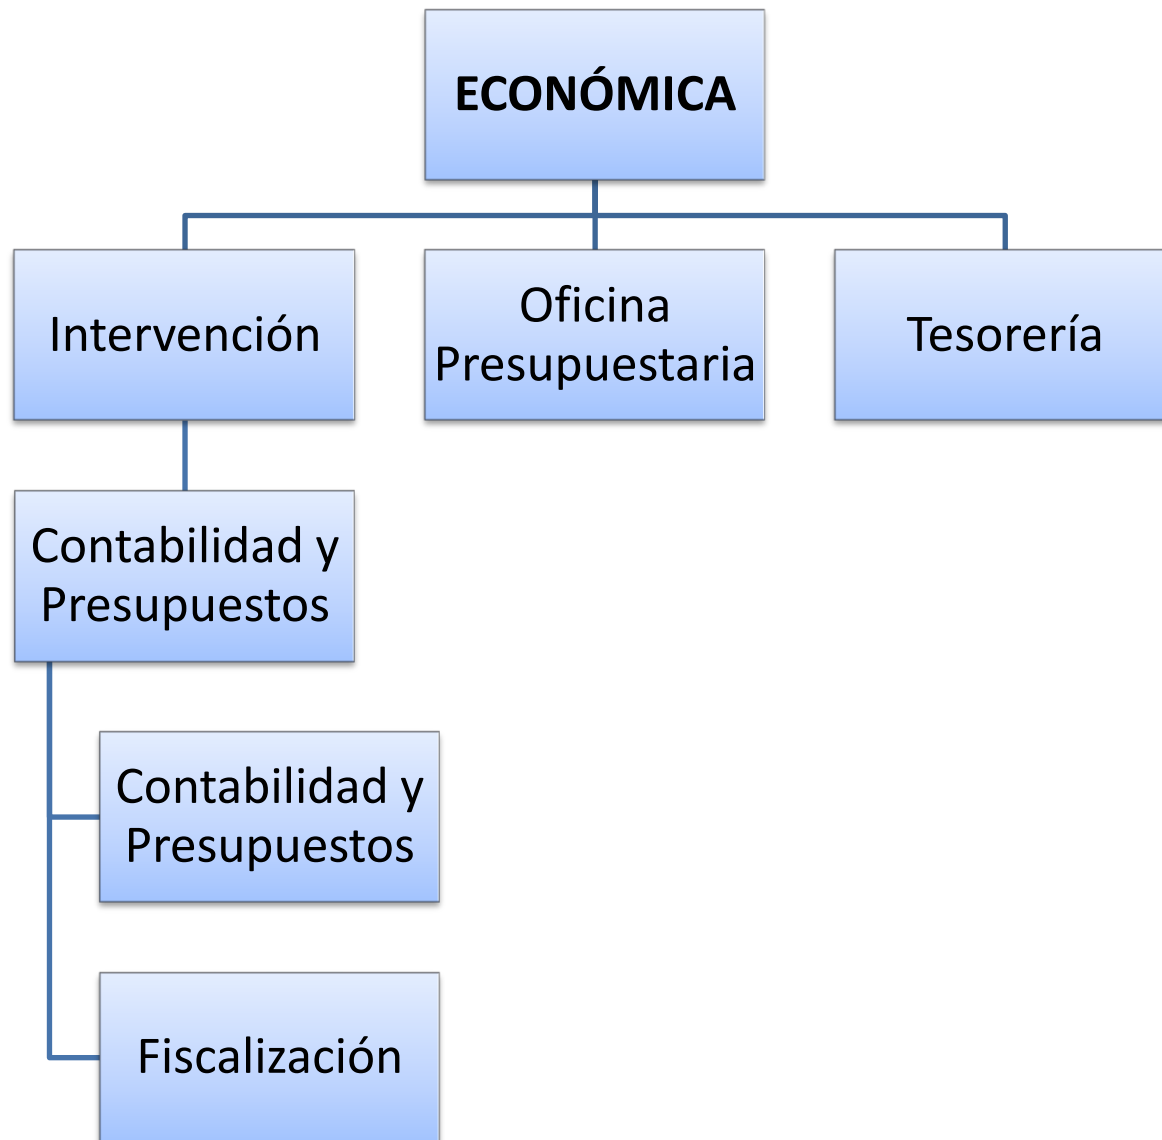 ECONÓMICA
Intervención
Oficina
Presupuestaria
Tesorería
Contabilidad y
Presupuestos
Contabilidad y
Presupuestos
Fiscalización